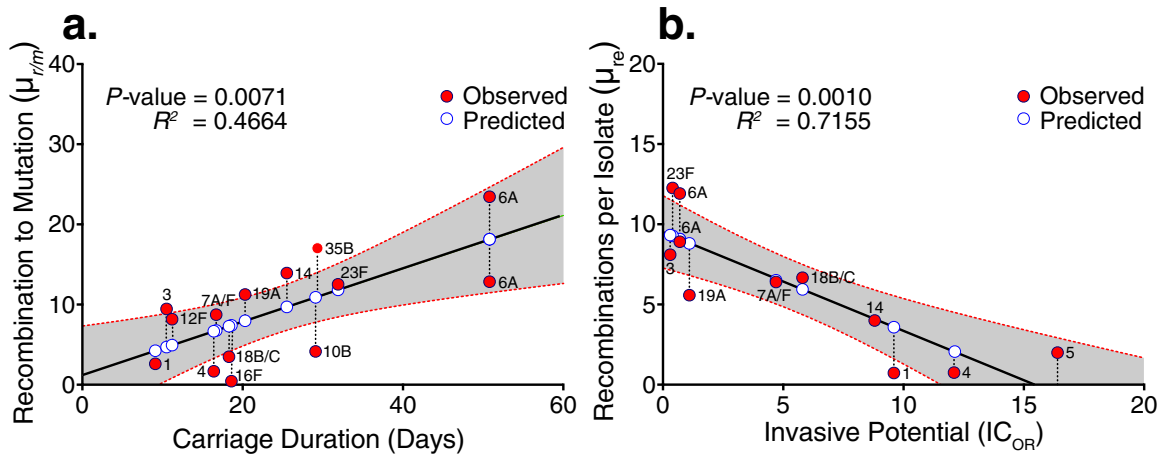 a.
Recombination to Mutation (μr/m)
40
30
20
10
0
P-value = 0.0071
R² = 0.4664
Observed
Predicted
3
12F
1
7A/F
4
18B/C
16F
19A
14
35B
10B
23F
6A
6A
0
20
40
60
Carriage Duration (Days)
b.
Recombinations per Isolate (μre)
20
15
10
5
0
P-value = 0.0010
R² = 0.7155
Observed
Predicted
23F
6A
6A
3
19A
7A/F
18B/C
14
1
4
5
0
5
10
15
20
Invasive Potential (ICOR)